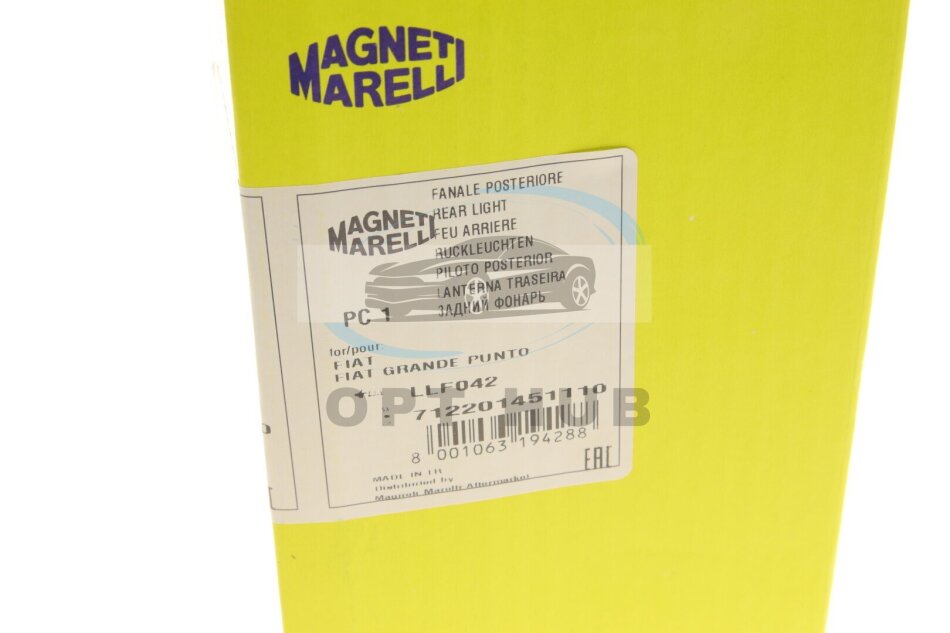 MAGNETI
MARELLI
FANALE POSTERIORE
REAR LIGHT
FEU ARRIERE
RUCKLEUCHTEN
PILOTO POSTERIOR
LANTERNA TRASEIRA
ЗАДНИЙ ФОНАРЬ
MAGNETI
MARELLI
PC 1
for/pour:
FIAT
FIAT GRANDE PUNTO
LLF042
712201451110
OPT HUB
8 001063 194288
EAC
MADE IN
Distributed by
Magneti Marelli Aftermarket